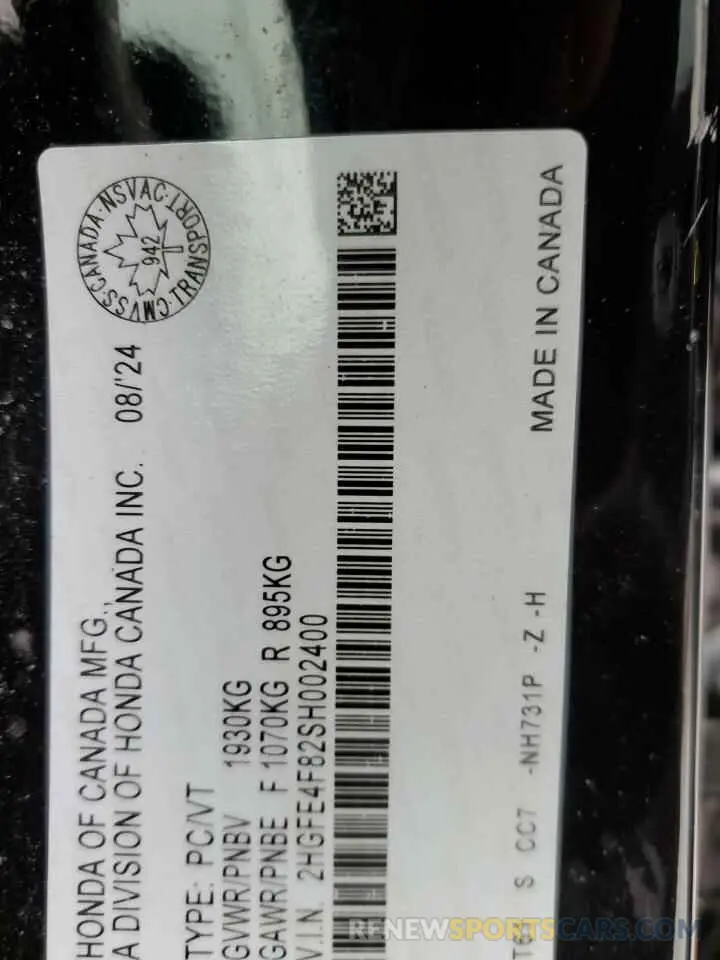 HONDA OF CANADA MFG.,
A DIVISION OF HONDA CANADA INC. 08/'24
CMVSS·CANADA·NSVAC·TRANSPORT·
942
TYPE: PC/VT
GVWR/PNBV 1930KG
GAWR/PNBE F 1070KG R 895KG
V.I.N. 2HGFE4F82SH002400
S CC7 -NH731P -Z -H
MADE IN CANADA
RENEWSPORTSCARS.COM